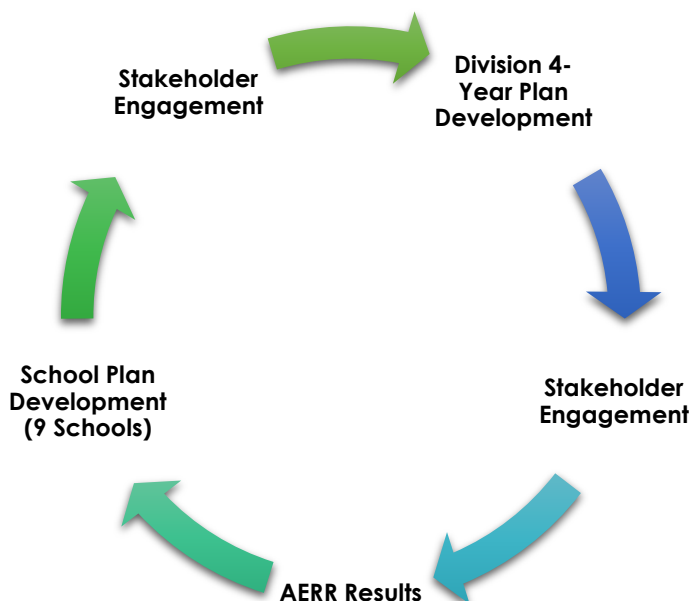 Stakeholder
Engagement
Division 4-
Year Plan
Development
Stakeholder
Engagement
AERR Results
School Plan
Development
(9 Schools)